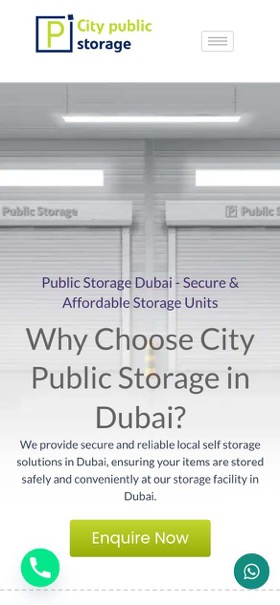 City public
storage
Public Storage
Public S
Public Storage Dubai - Secure &
Affordable Storage Units
Why Choose City
Public Storage in
Dubai?
We provide secure and reliable local self storage
solutions in Dubai, ensuring your items are stored
safely and conveniently at our storage facility in
Dubai.
Enquire Now